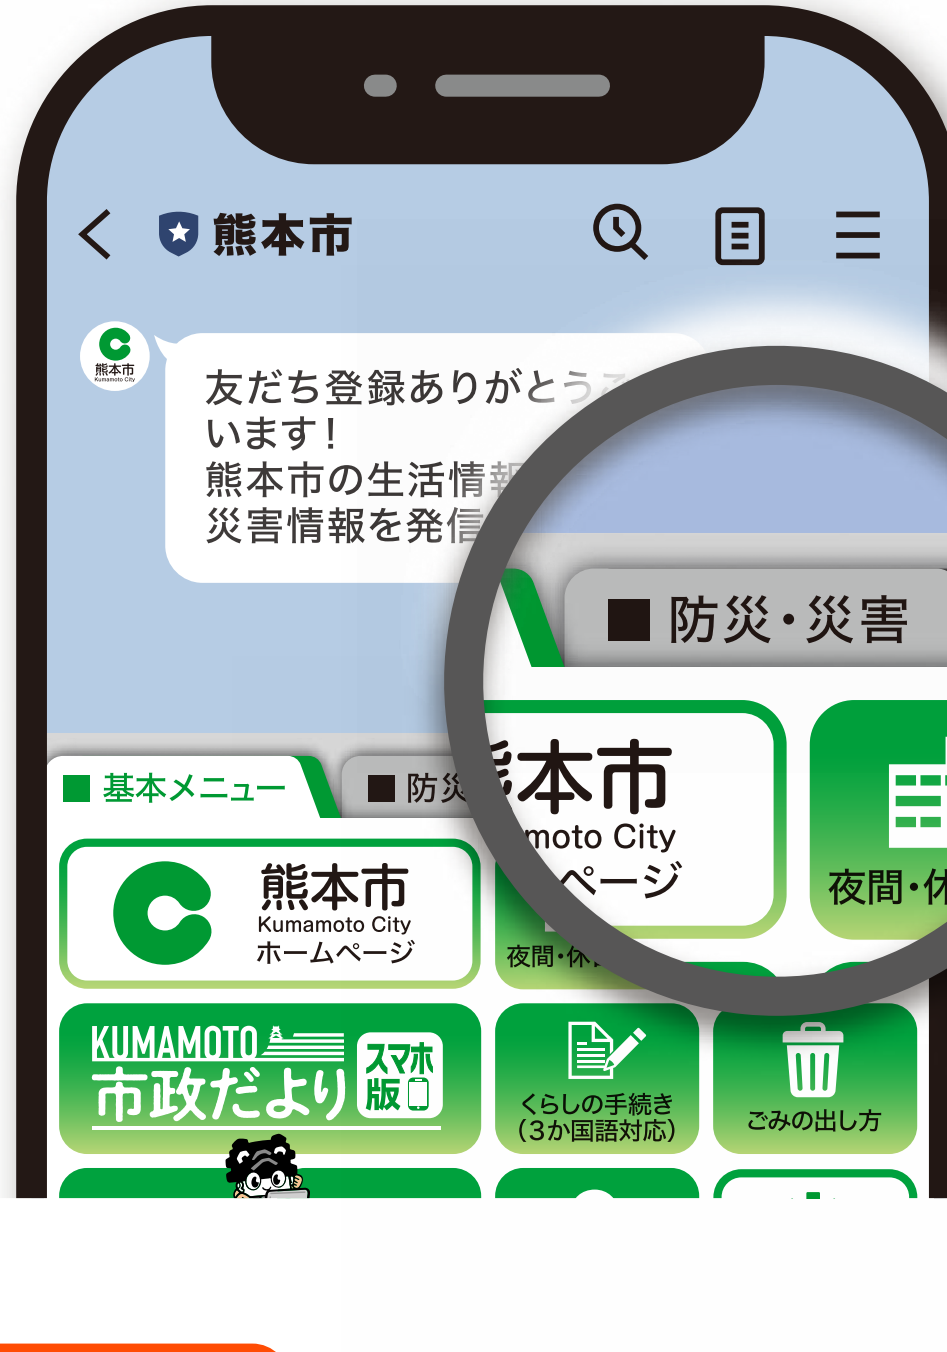 熊本市
熊本市
Kumamoto City
友だち登録ありがとうご
います！
熊本市の生活情報
災害情報を発信
■ 防災・災害
■ 基本メニュー
■ 防災
本市
moto City
ページ
夜間・休
熊本市
Kumamoto City
ホームページ
夜間・休
KUMAMOTO
市政だより
スマホ
版
くらしの手続き
（3か国語対応）
ごみの出し方